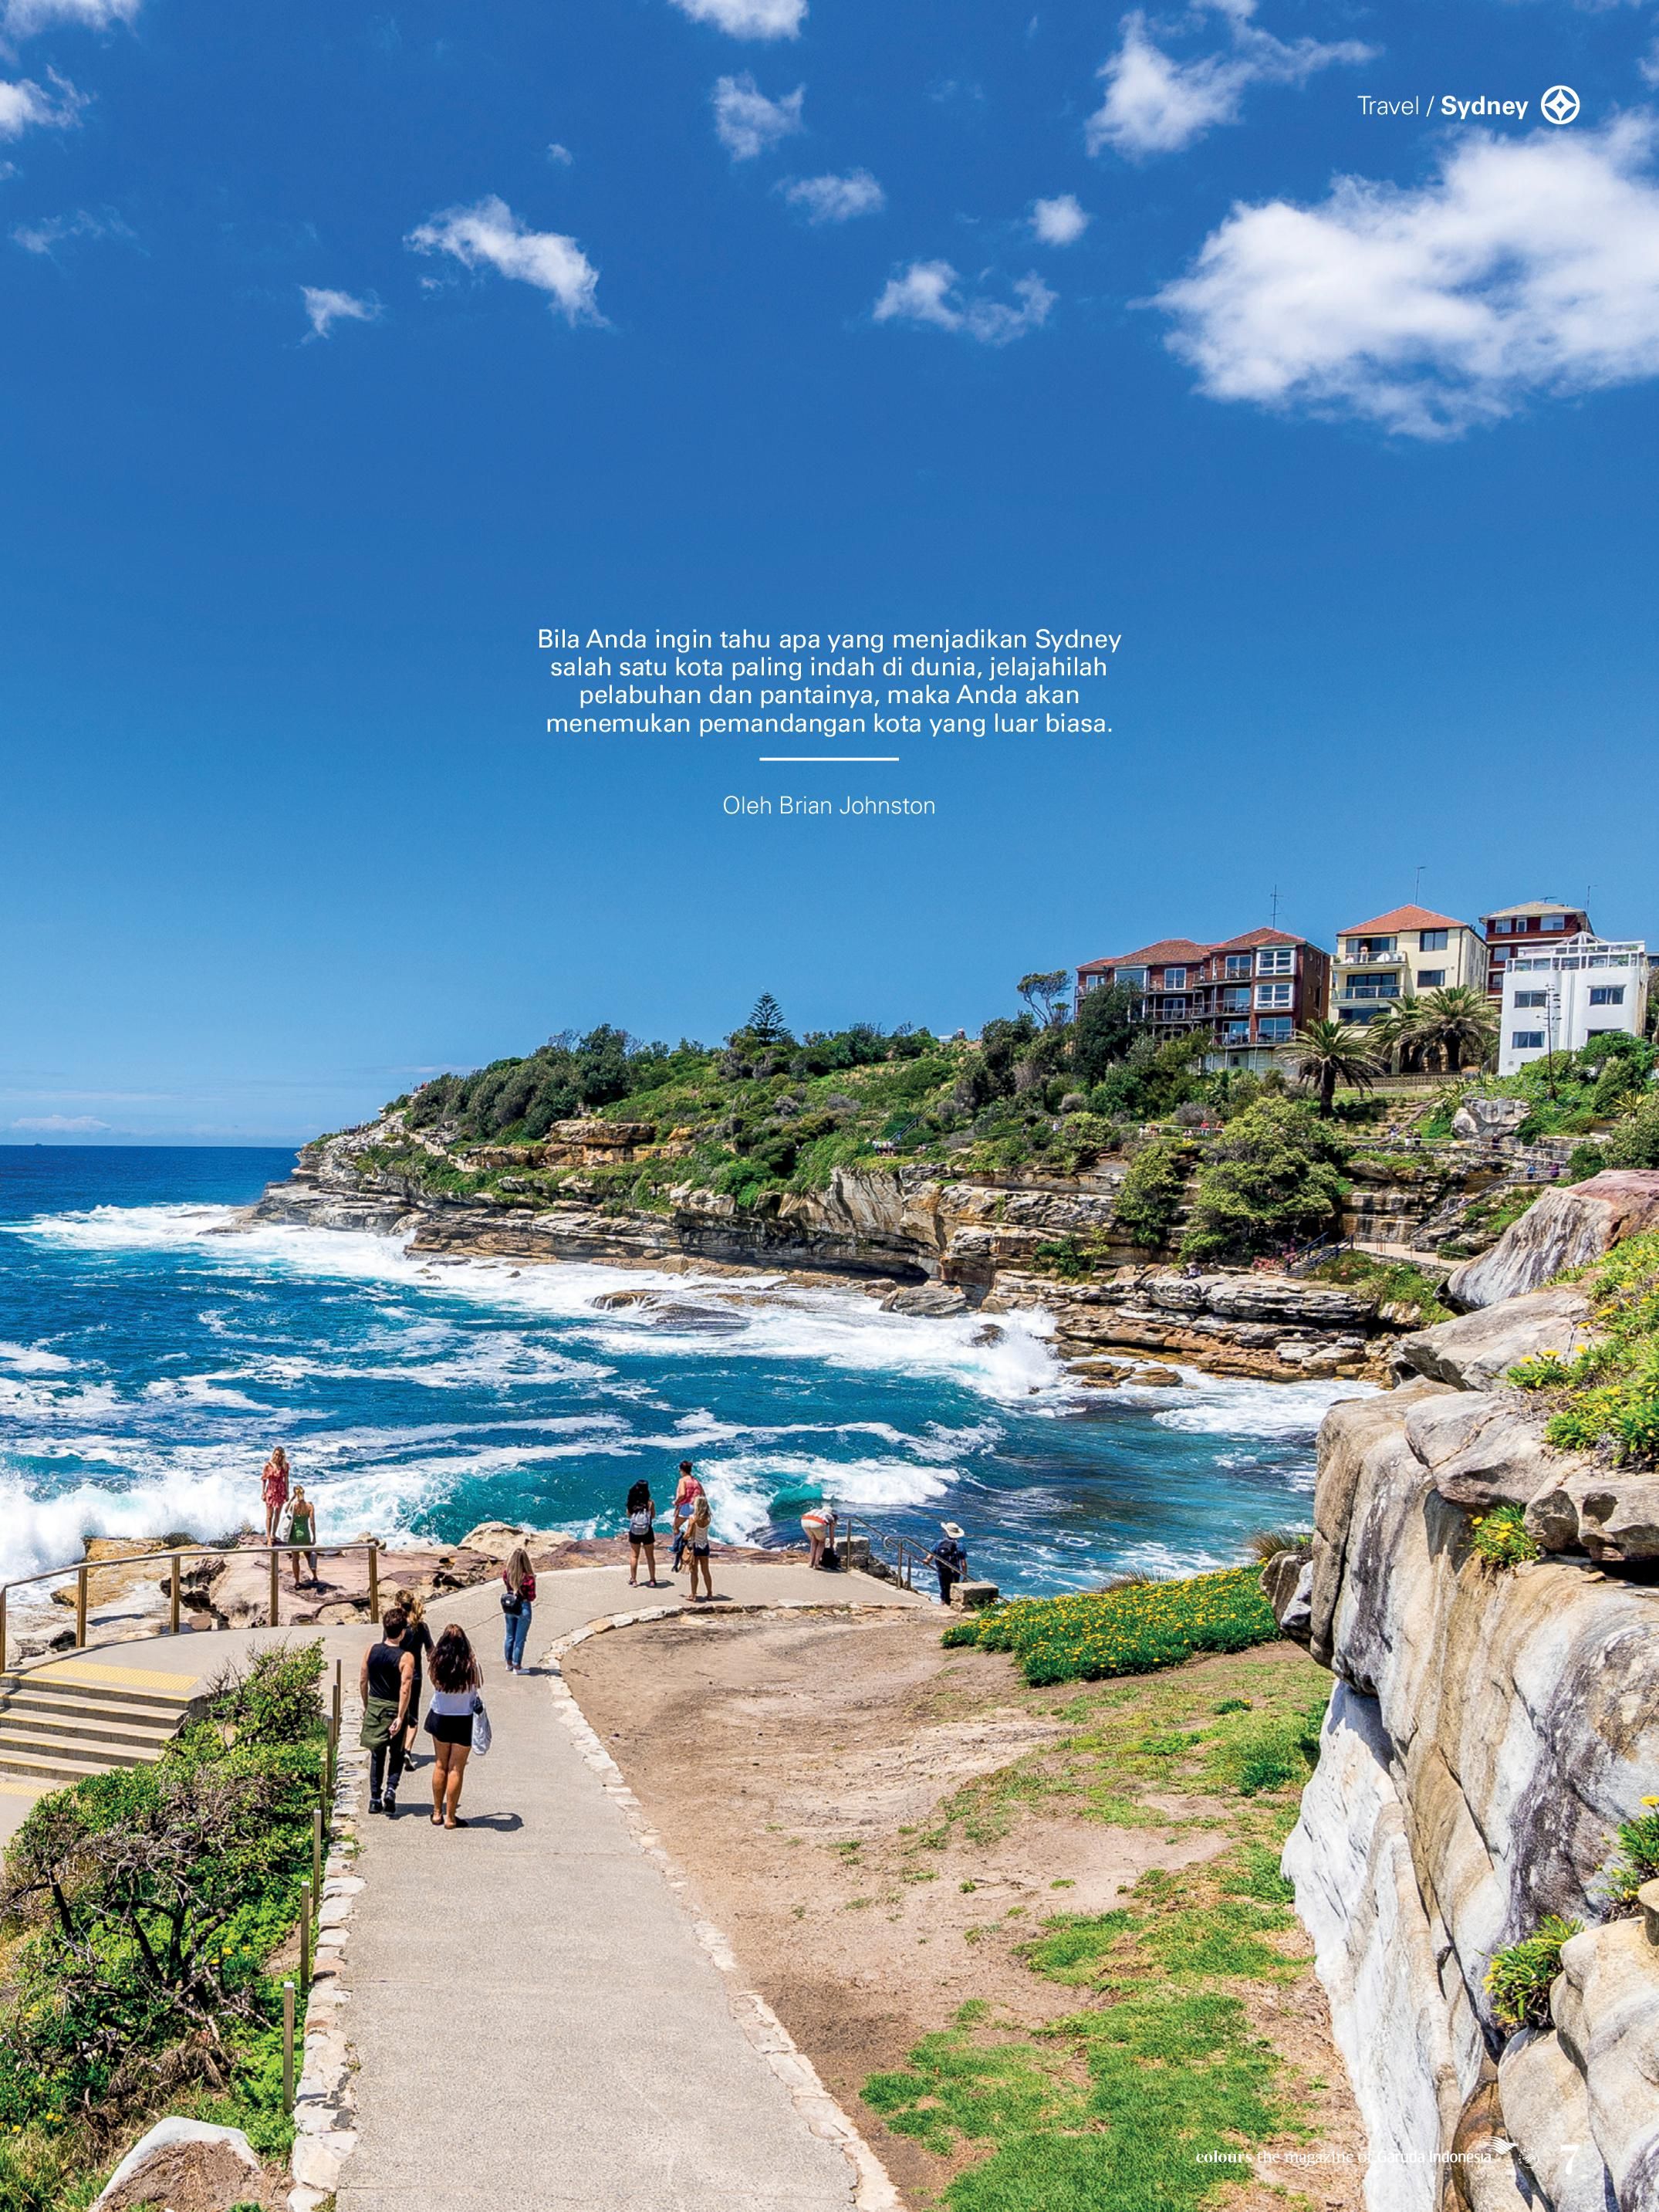 Travel / Sydney
Bila Anda ingin tahu apa yang menjadikan Sydney
salah satu kota paling indah di dunia, jelajahilah
pelabuhan dan pantainya, maka Anda akan
menemukan pemandangan kota yang luar biasa.
Oleh Brian Johnston
colours the magazine of Garuda Indonesia 7